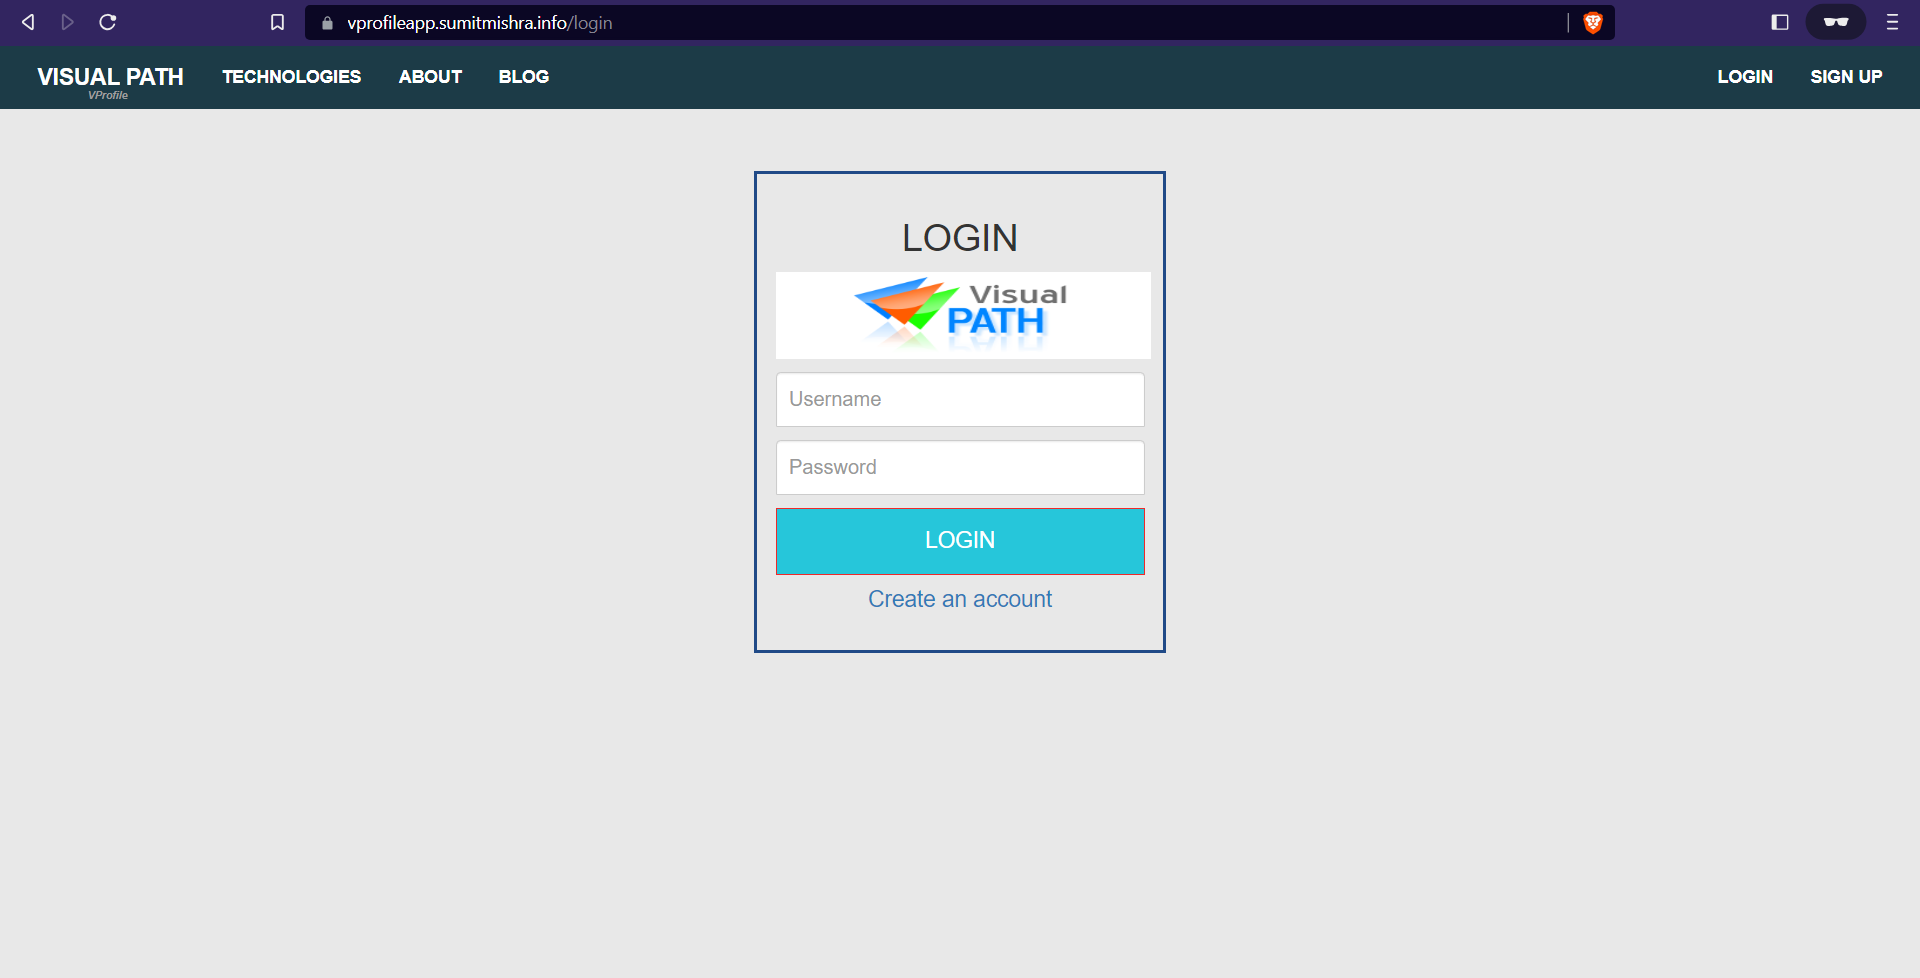 vprofileapp.sumitmishra.info/login
VISUAL PATH TECHNOLOGIES ABOUT BLOG LOGIN SIGN UP
VProfile
LOGIN
Visual
PATH
Username
Password
LOGIN
Create an account